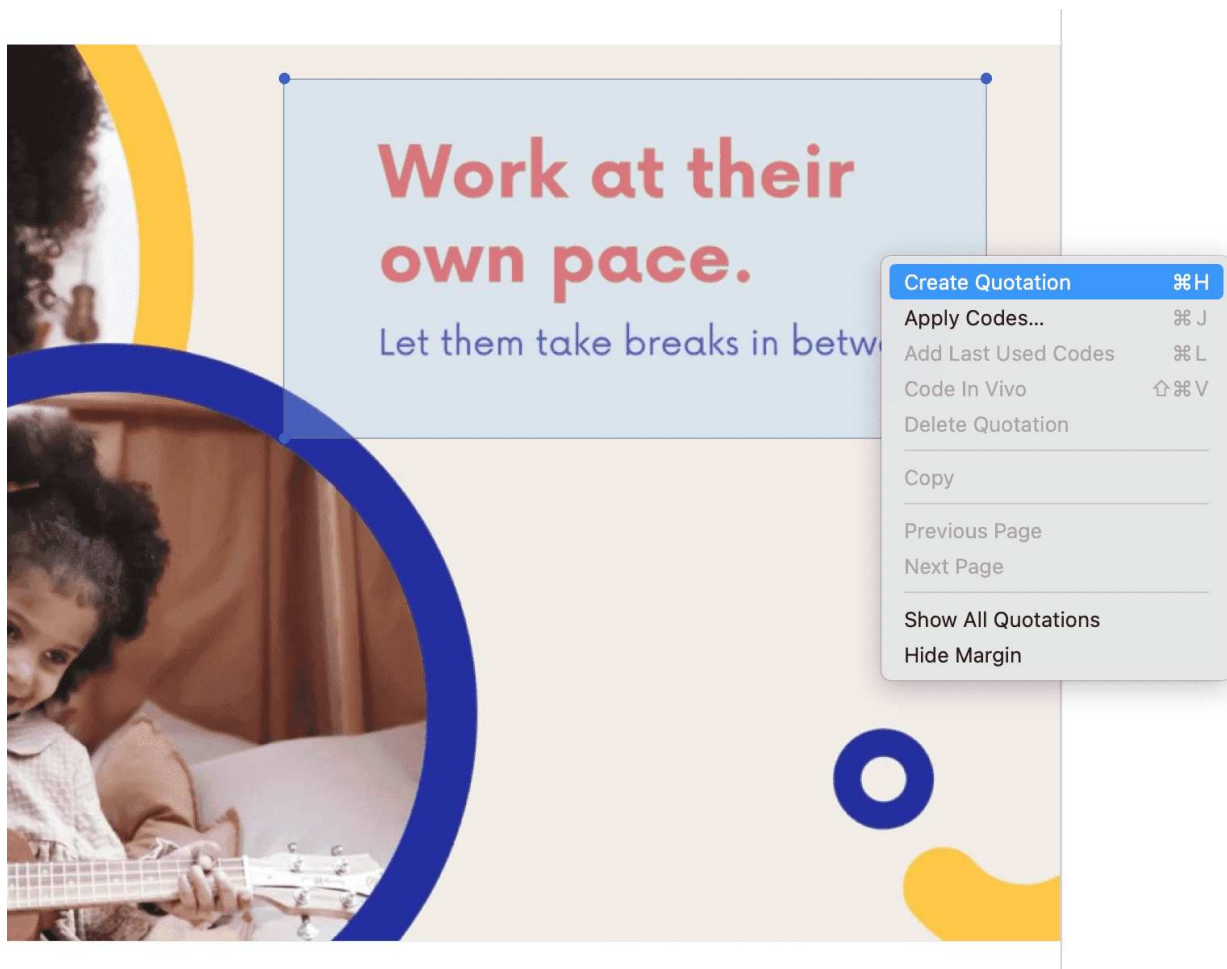 Work at their
own pace.
Let them take breaks in
Create Quotation ⌘H
Apply Codes... ⌘J
Add Last Used Codes ⌘L
Code In Vivo ⇧⌘V
Delete Quotation
Copy
Previous Page
Next Page
Show All Quotations
Hide Margin